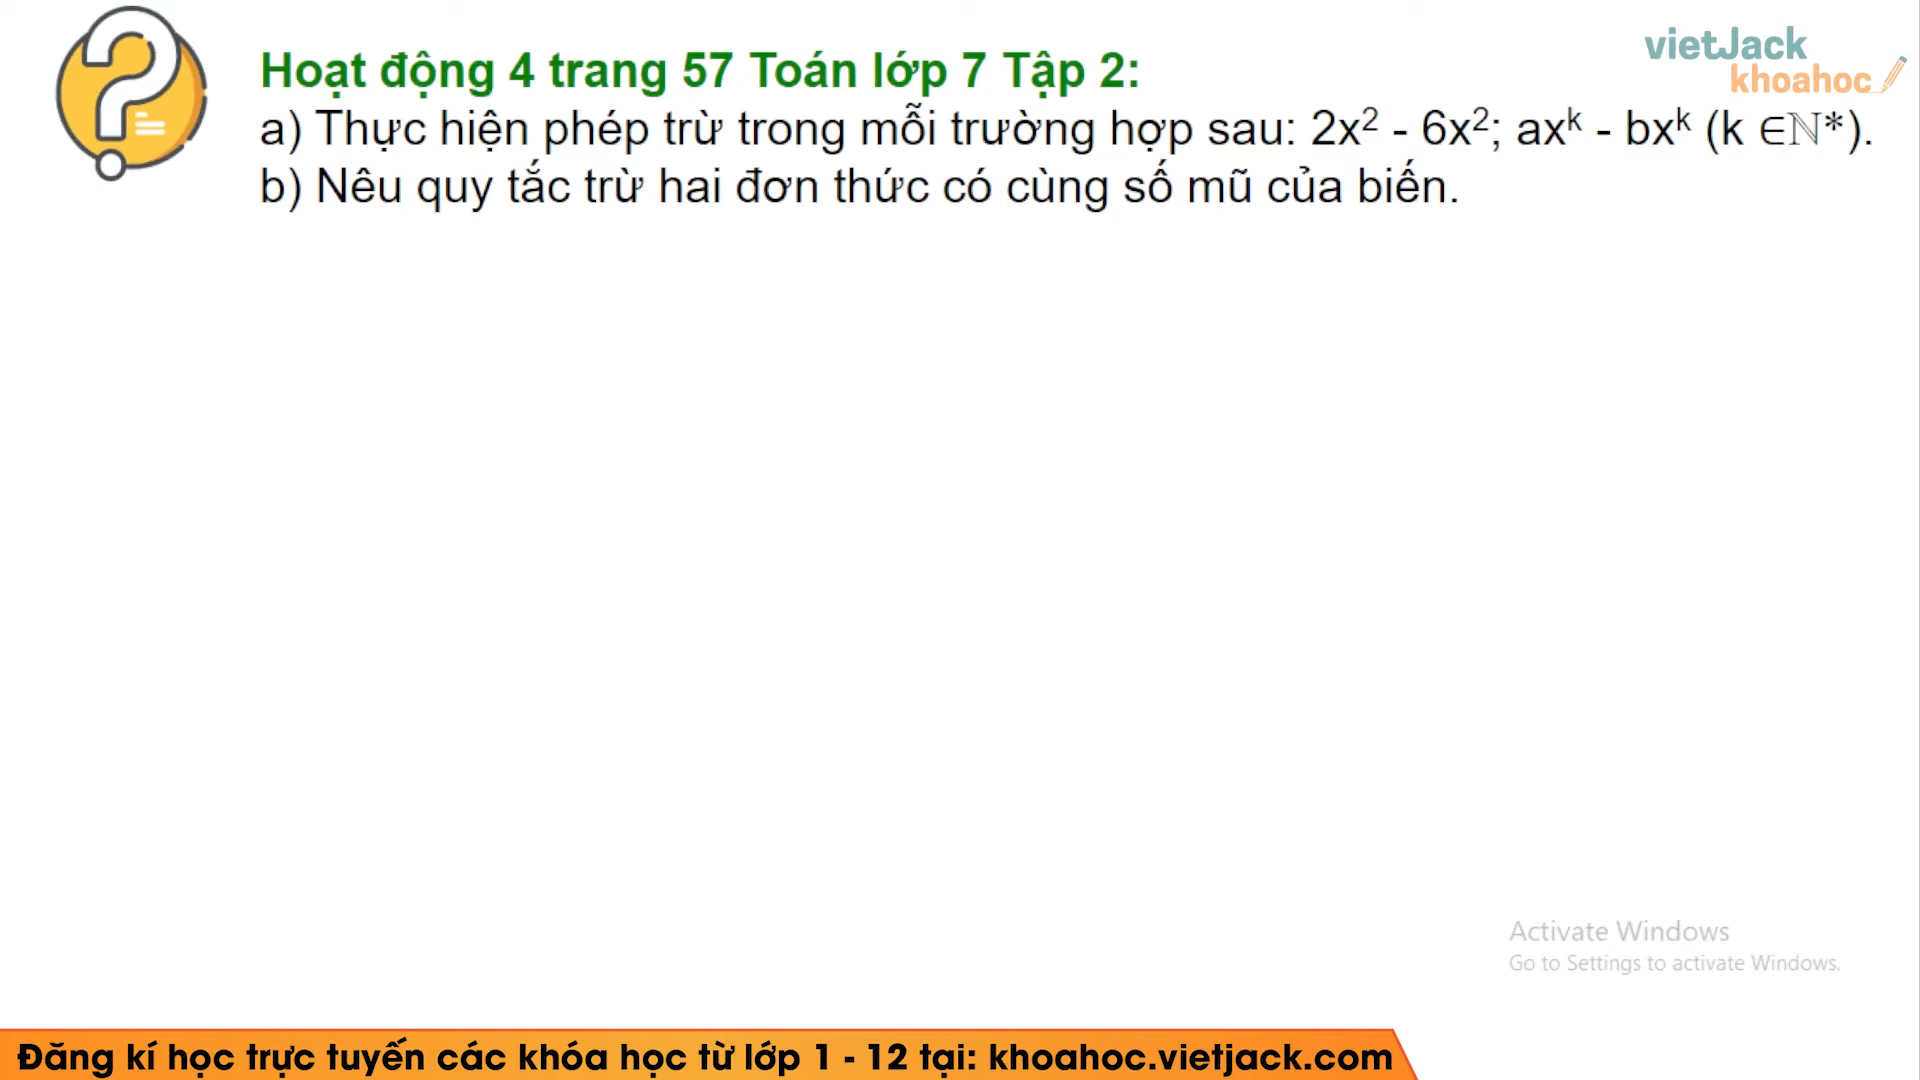 vietJack
khoahoc
Hoạt động 4 trang 57 Toán lớp 7 Tập 2:
a) Thực hiện phép trừ trong mỗi trường hợp sau: 2x² - 6x²; axᵏ - bxᵏ (k ∈ℕ*).
b) Nêu quy tắc trừ hai đơn thức có cùng số mũ của biến.
Activate Windows
Go to Settings to activate Windows.
Đăng kí học trực tuyến các khóa học từ lớp 1 - 12 tại: khoahoc.vietjack.com